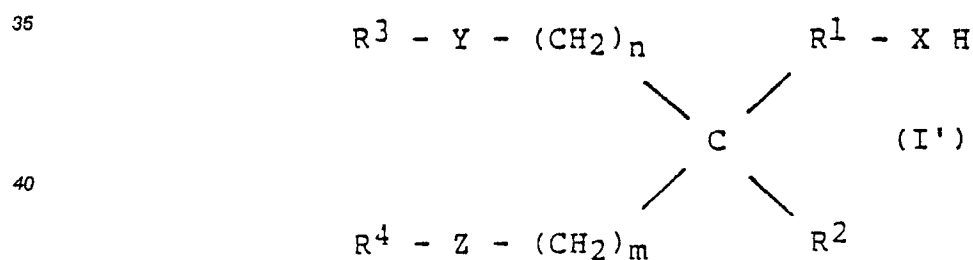 35
R³ - Y - (CH₂)ₙ R¹ - X H
C (I')
40
R⁴ - Z - (CH₂)ₘ R²